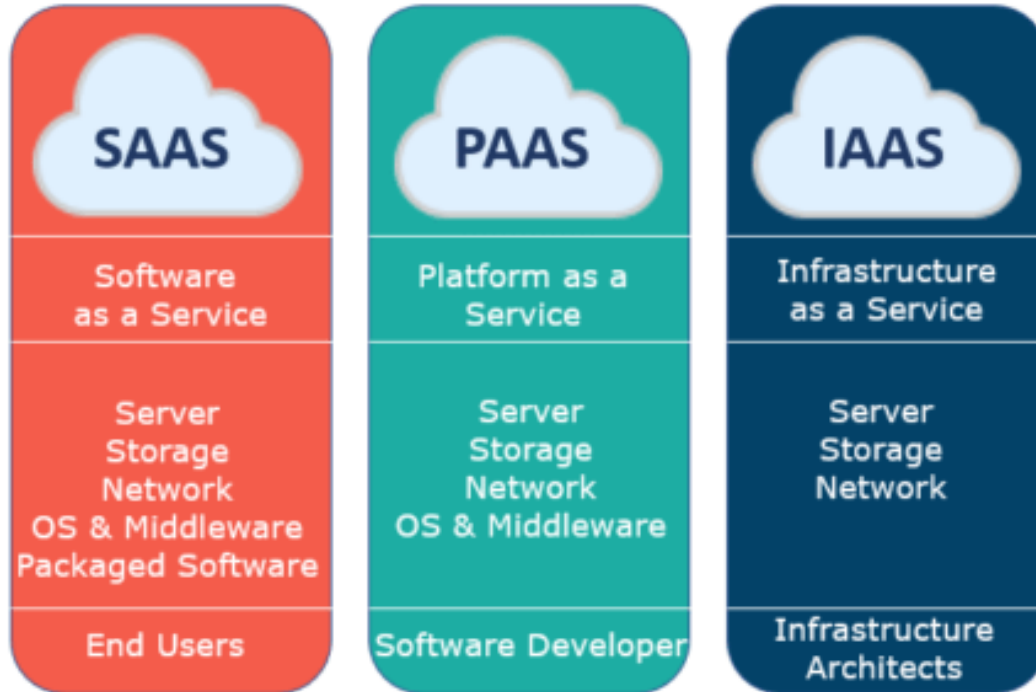 SAAS
Software
as a Service
Server
Storage
Network
OS & Middleware
Packaged Software
End Users
PAAS
Platform as a
Service
Server
Storage
Network
OS & Middleware
Software Developer
IAAS
Infrastructure
as a Service
Server
Storage
Network
Infrastructure
Architects